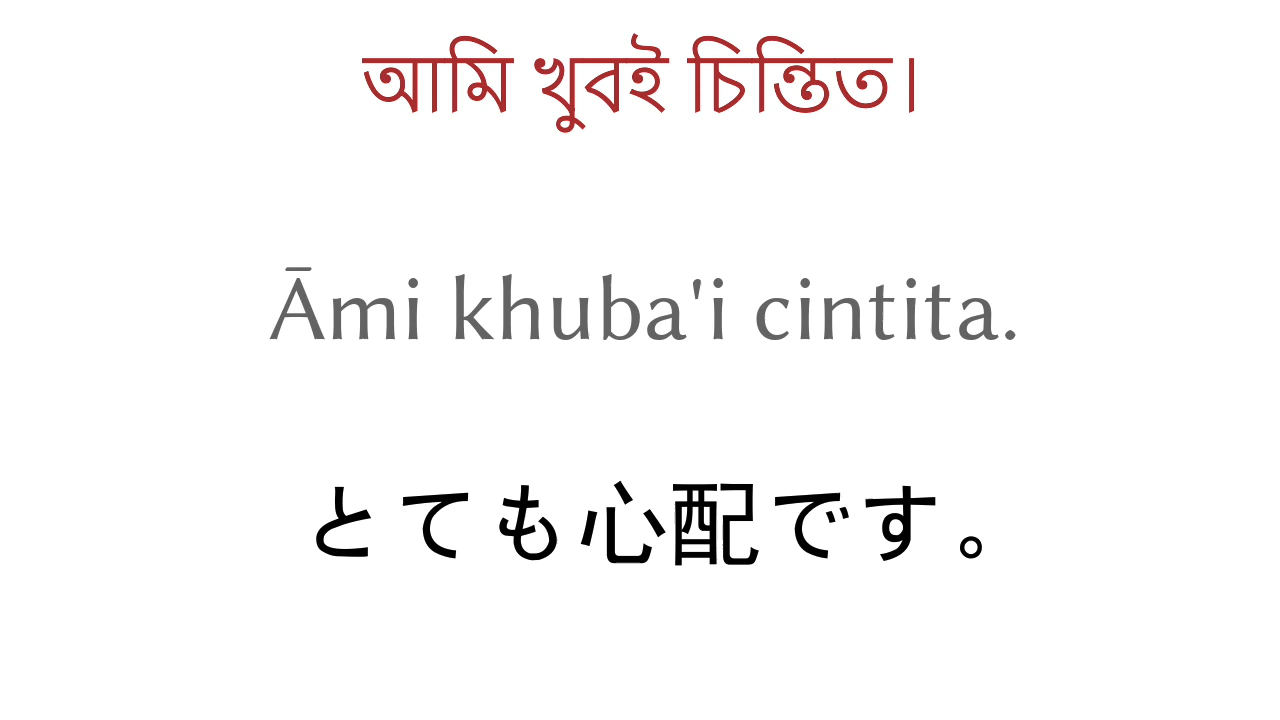 আমি খুবই চিন্তিত।
Āmi khuba'i cintita.
とても心配です。